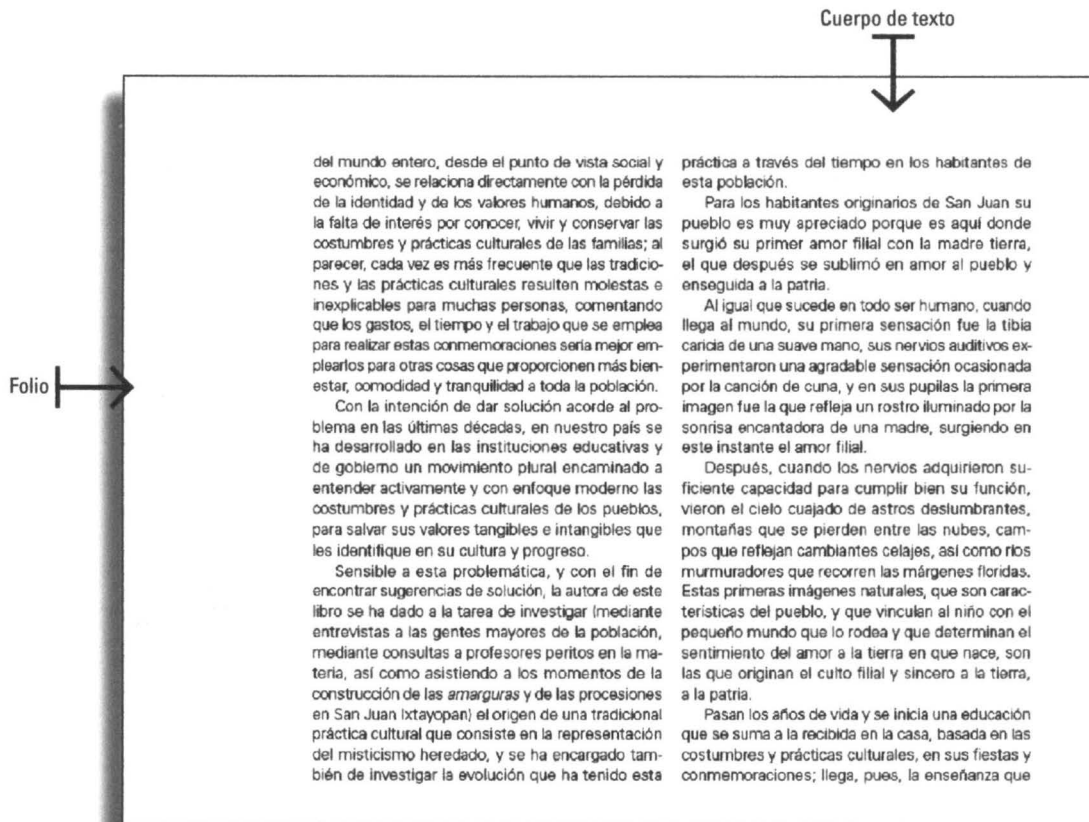 Cuerpo de texto
Folio
del mundo entero, desde el punto de vista social y
económico, se relaciona directamente con la pérdida
de la identidad y de los valores humanos, debido a
la falta de interés por conocer, vivir y conservar las
costumbres y prácticas culturales de las familias; al
parecer, cada vez es más frecuente que las tradicio-
nes y las prácticas culturales resulten molestas e
inexplicables para muchas personas, comentando
que los gastos, el tiempo y el trabajo que se emplea
para realizar estas conmemoraciones sería mejor em-
plearlos para otras cosas que proporcionen más bien-
estar, comodidad y tranquilidad a toda la población.
Con la intención de dar solución acorde al pro-
blema en las últimas décadas, en nuestro país se
ha desarrollado en las instituciones educativas y
de gobierno un movimiento plural encaminado a
entender activamente y con enfoque moderno las
costumbres y prácticas culturales de los pueblos,
para salvar sus valores tangibles e intangibles que
les identifique en su cultura y progreso.
Sensible a esta problemática, y con el fin de
encontrar sugerencias de solución, la autora de este
libro se ha dado a la tarea de investigar (mediante
entrevistas a las gentes mayores de la población,
mediante consultas a profesores peritos en la ma-
teria, así como asistiendo a los momentos de la
construcción de las amarguras y de las procesiones
en San Juan Ixtayopan) el origen de una tradicional
práctica cultural que consiste en la representación
del misticismo heredado, y se ha encargado tam-
bién de investigar la evolución que ha tenido esta
práctica a través del tiempo en los habitantes de
esta población.
Para los habitantes originarios de San Juan su
pueblo es muy apreciado porque es aquí donde
surgió su primer amor filial con la madre tierra,
el que después se sublimó en amor al pueblo y
enseguida a la patria.
Al igual que sucede en todo ser humano, cuando
llega al mundo, su primera sensación fue la tibia
caricia de una suave mano, sus nervios auditivos ex-
perimentaron una agradable sensación ocasionada
por la canción de cuna, y en sus pupilas la primera
imagen fue la que refleja un rostro iluminado por la
sonrisa encantadora de una madre, surgiendo en
este instante el amor filial.
Después, cuando los nervios adquirieron su-
ficiente capacidad para cumplir bien su función,
vieron el cielo cuajado de astros deslumbrantes,
montañas que se pierden entre las nubes, cam-
pos que reflejan cambiantes celajes, así como ríos
murmuradores que recorren las márgenes floridas.
Estas primeras imágenes naturales, que son carac-
terísticas del pueblo, y que vinculan al niño con el
pequeño mundo que lo rodea y que determinan el
sentimiento del amor a la tierra en que nace, son
las que originan el culto filial y sincero a la tierra,
a la patria.
Pasan los años de vida y se inicia una educación
que se suma a la recibida en la casa, basada en las
costumbres y prácticas culturales, en sus fiestas y
conmemoraciones; llega, pues, la enseñanza que